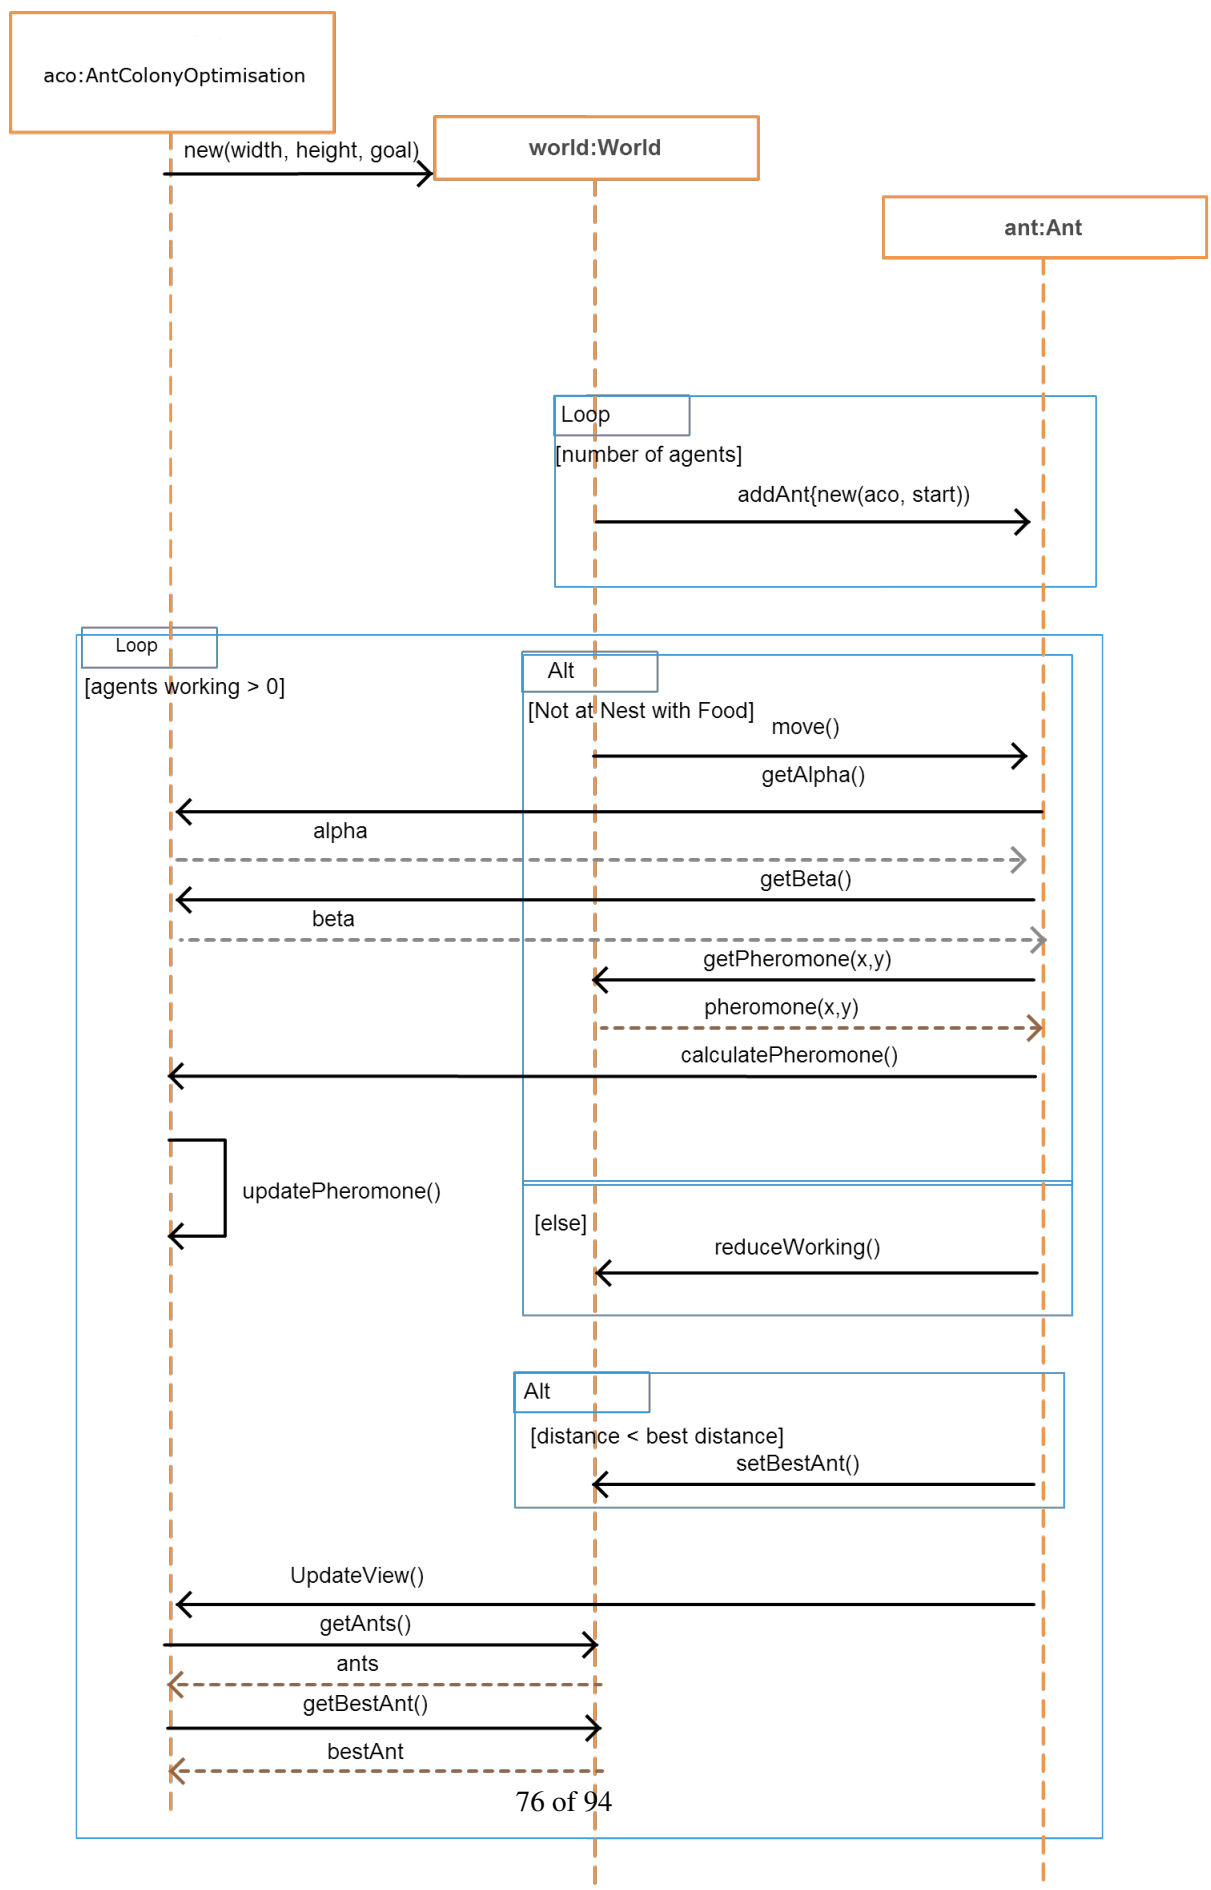 aco:AntColonyOptimisation
new(width, height, goal)
world:World
ant:Ant
Loop
[number of agents]
addAnt{new(aco, start))
Loop
[agents working > 0]
Alt
[Not at Nest with Food]
move()
getAlpha()
alpha
getBeta()
beta
getPheromone(x,y)
pheromone(x,y)
calculatePheromone()
updatePheromone()
[else]
reduceWorking()
Alt
[distance < best distance]
setBestAnt()
UpdateView()
getAnts()
ants
getBestAnt()
bestAnt
76 of 94